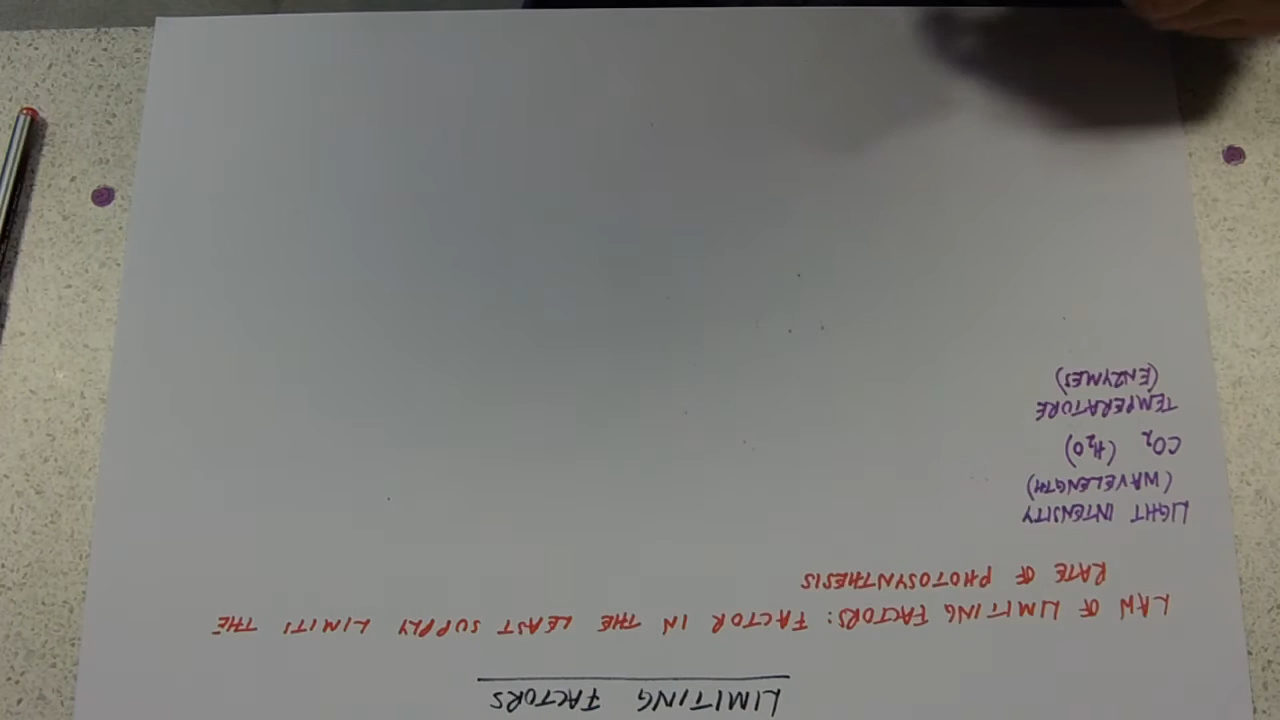 LIMITING FACTORS
LAW OF LIMITING FACTORS: FACTOR IN THE LEAST SUPPLY LIMITS THE
RATE OF PHOTOSYNTHESIS
LIGHT INTENSITY
(WAVELENGTH)
CO₂ (H₂O)
TEMPERATURE
(ENZYMES)